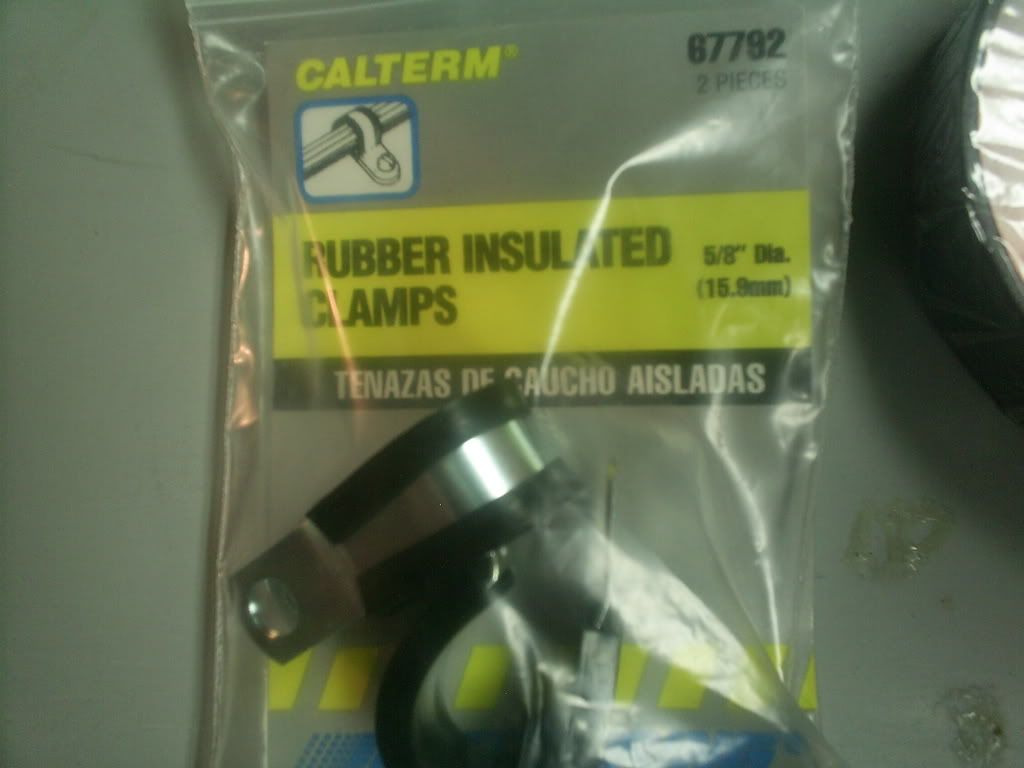 CALTERM®
67792
2 PIECES
RUBBER INSULATED
CLAMPS
5/8" Dia.
(15.9mm)
TENAZAS DE CAUCHO AISLADAS